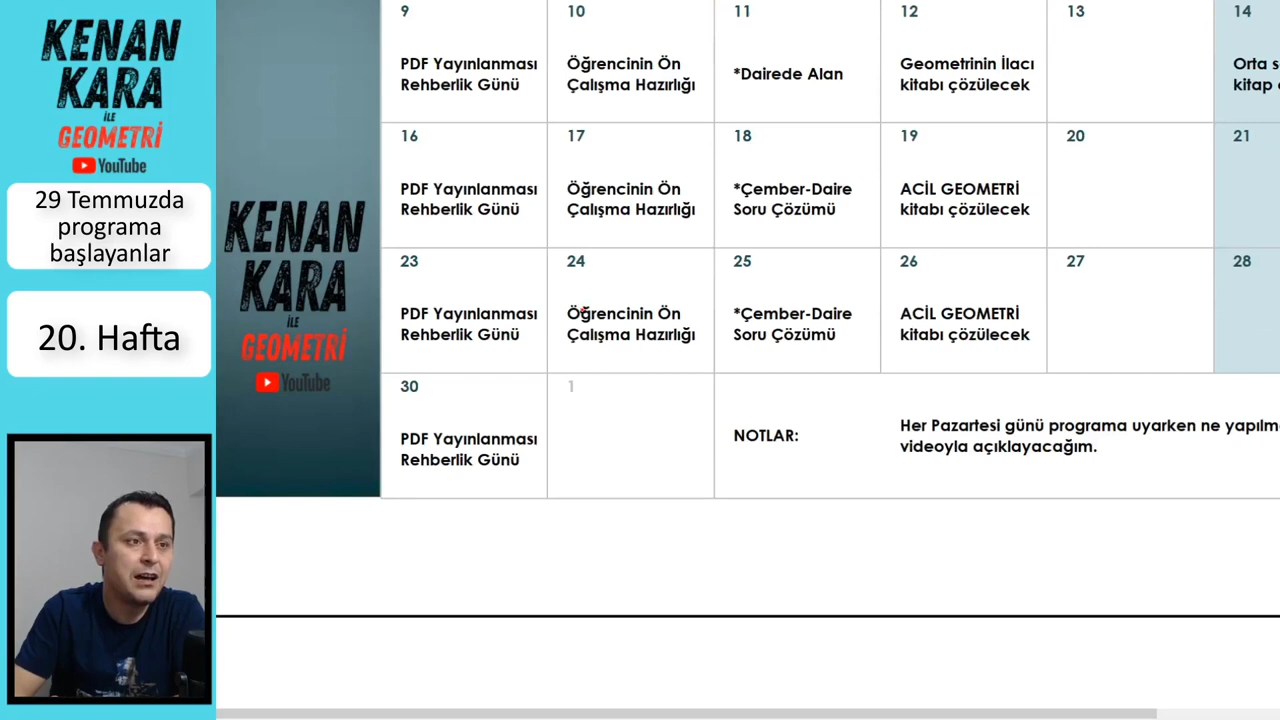 KENAN
KARA
İLE
GEOMETRİ
YouTube
29 Temmuzda
programa
başlayanlar
20. Hafta
KENAN
KARA
İLE
GEOMETRİ
YouTube
9
PDF Yayınlanması
Rehberlik Günü
10
Öğrencinin Ön
Çalışma Hazırlığı
11
*Dairede Alan
12
Geometrinin İlacı
kitabı çözülecek
13
14
Orta
kitap
16
PDF Yayınlanması
Rehberlik Günü
17
Öğrencinin Ön
Çalışma Hazırlığı
18
*Çember-Daire
Soru Çözümü
19
ACİL GEOMETRİ
kitabı çözülecek
20
21
23
PDF Yayınlanması
Rehberlik Günü
24
Öğrencinin Ön
Çalışma Hazırlığı
25
*Çember-Daire
Soru Çözümü
26
ACİL GEOMETRİ
kitabı çözülecek
27
28
30
PDF Yayınlanması
Rehberlik Günü
1
NOTLAR:
Her Pazartesi günü programa uyarken ne
videoyla açıklayacağım.